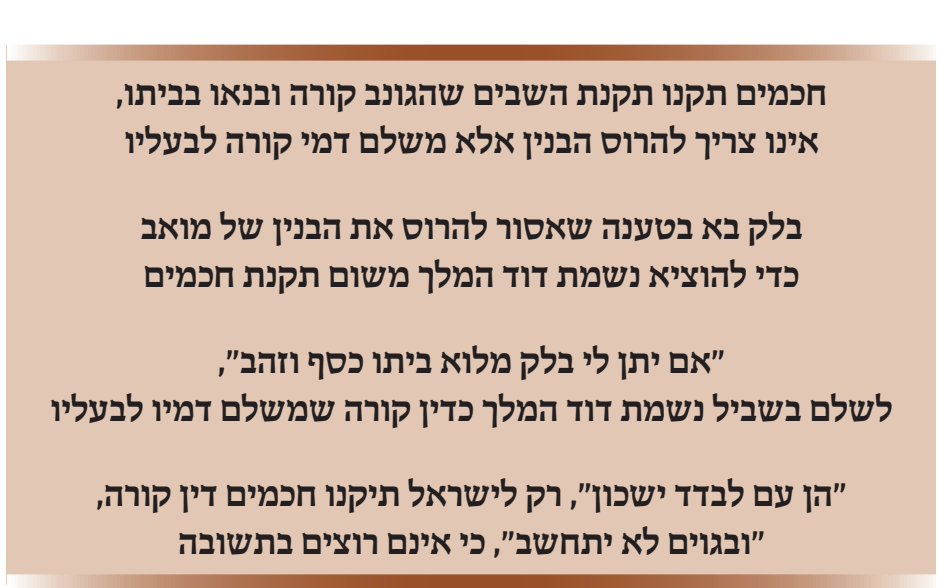 חכמים תקנו תקנת השבים שהגונב קורה ובנאו בביתו,
אינו צריך להרוס הבנין אלא משלם דמי קורה לבעליו
בלק בא בטענה שאסור להרוס את הבנין של מואב
כדי להוציא נשמת דוד המלך משום תקנת חכמים
"אם יתן לי בלק מלוא ביתו כסף וזהב",
לשלם בשביל נשמת דוד המלך כדין קורה שמשלם דמיו לבעליו
"הן עם לבדד ישכון", רק לישראל תיקנו חכמים דין קורה,
"ובגוים לא יתחשב", כי אינם רוצים בתשובה